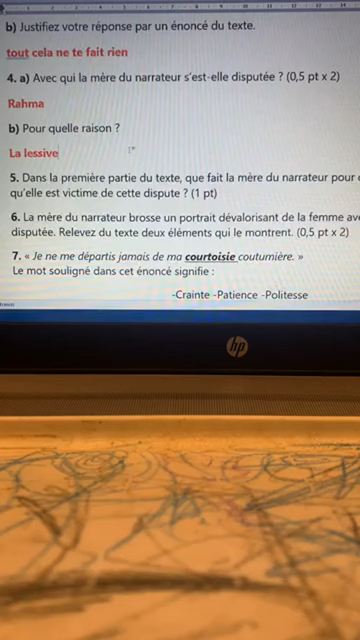 b) Justifiez votre réponse par un énoncé du texte.
tout cela ne te fait rien
4. a) Avec qui la mère du narrateur s'est-elle disputée ? (0,5 pt x 2)
Rahma
b) Pour quelle raison ?
La lessive
5. Dans la première partie du texte, que fait la mère du narrateur pour
qu'elle est victime de cette dispute ? (1 pt)
6. La mère du narrateur brosse un portrait dévalorisant de la femme
disputée. Relevez du texte deux éléments qui le montrent. (0,5 pt x 2)
7. « Je ne me départis jamais de ma courtoisie coutumière. »
Le mot souligné dans cet énoncé signifie :
-Crainte -Patience -Politesse
hp